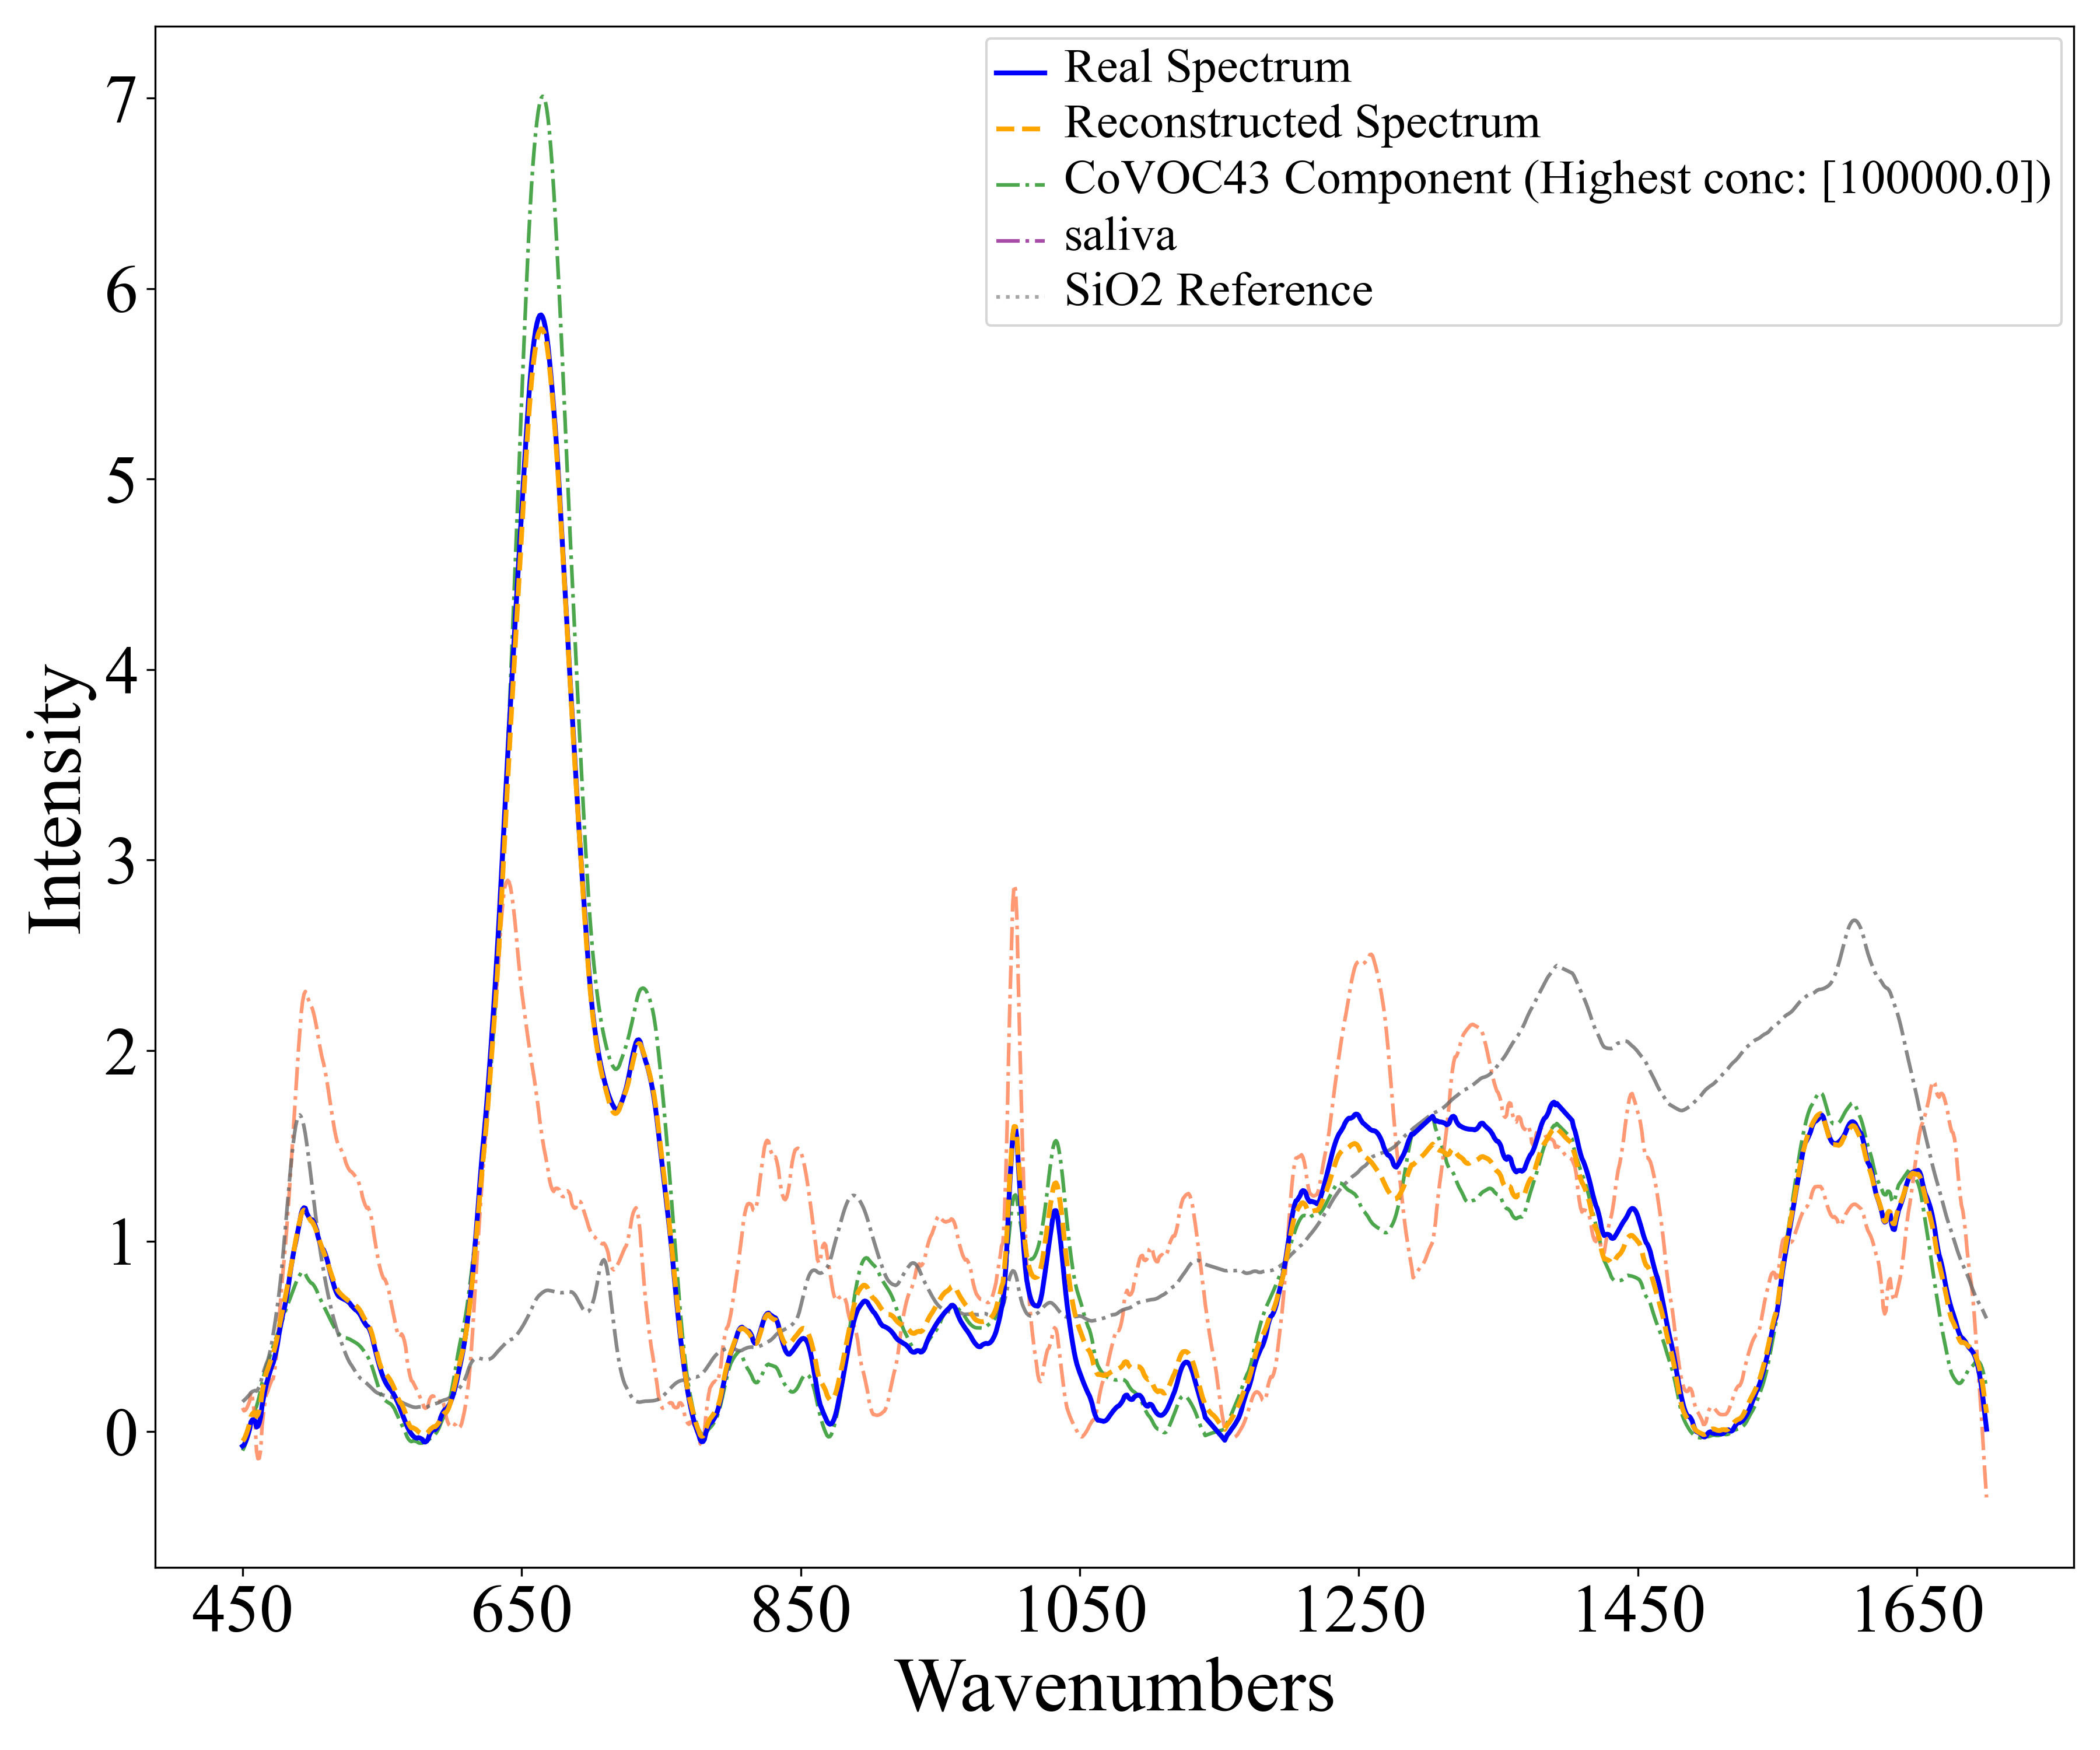 Real Spectrum
Reconstructed Spectrum
CoVOC43 Component (Highest conc: [100000.0])
saliva
SiO2 Reference
Intensity
7
6
5
4
3
2
1
0
450 650 850 1050 1250 1450 1650
Wavenumbers